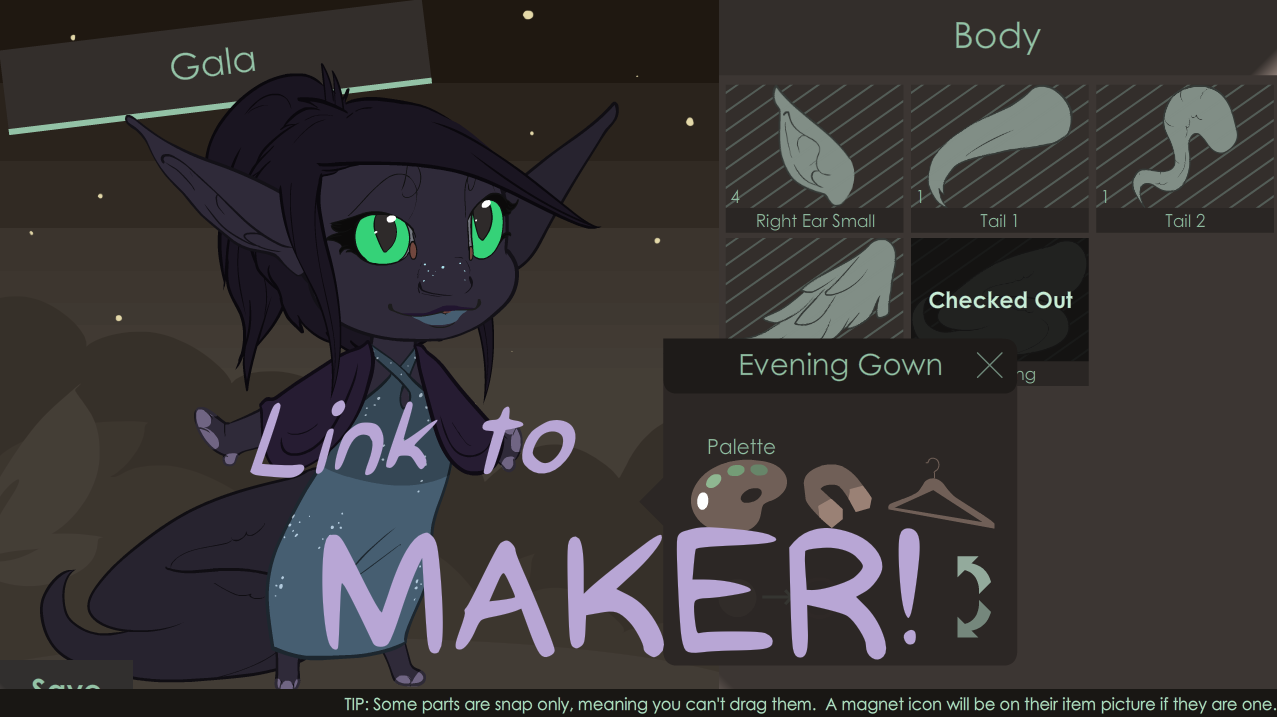 Gala
Body
4
Right Ear Small
1
Tail 1
1
Tail 2
Checked Out
ng
Evening Gown
Palette
Link to
MAKER!
Save
TIP: Some parts are snap only, meaning you can't drag them. A magnet icon will be on their item picture if they are one.